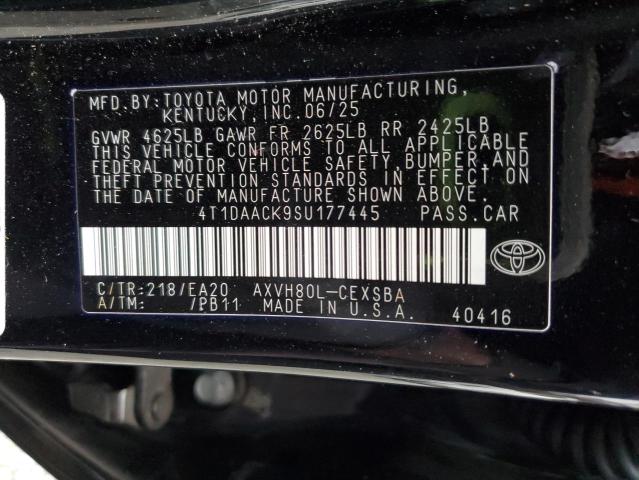 MFD. BY: TOYOTA MOTOR MANUFACTURING,
KENTUCKY, INC. 06/25
GVWR 4625LB GAWR FR 2625LB RR 2425LB
THIS VEHICLE CONFORMS TO ALL APPLICABLE
FEDERAL MOTOR VEHICLE SAFETY, BUMPER, AND
THEFT PREVENTION STANDARDS IN EFFECT ON
THE DATE OF MANUFACTURE SHOWN ABOVE.
4T1DAACK9SU177445 PASS. CAR
C/TR: 218/EA20 AXVH80L-CEXSBA
A/TM: /PB11 MADE IN U.S.A. 40416